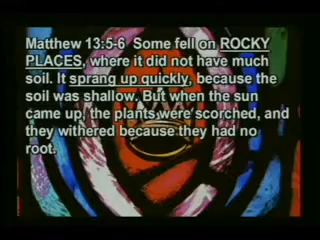 Matthew 13:5-6  Some fell on ROCKY
PLACES, where it did not have much
soil. It sprang up quickly, because the
soil was shallow. But when the sun
came up, the plants were scorched, and
they withered because they had no
root.